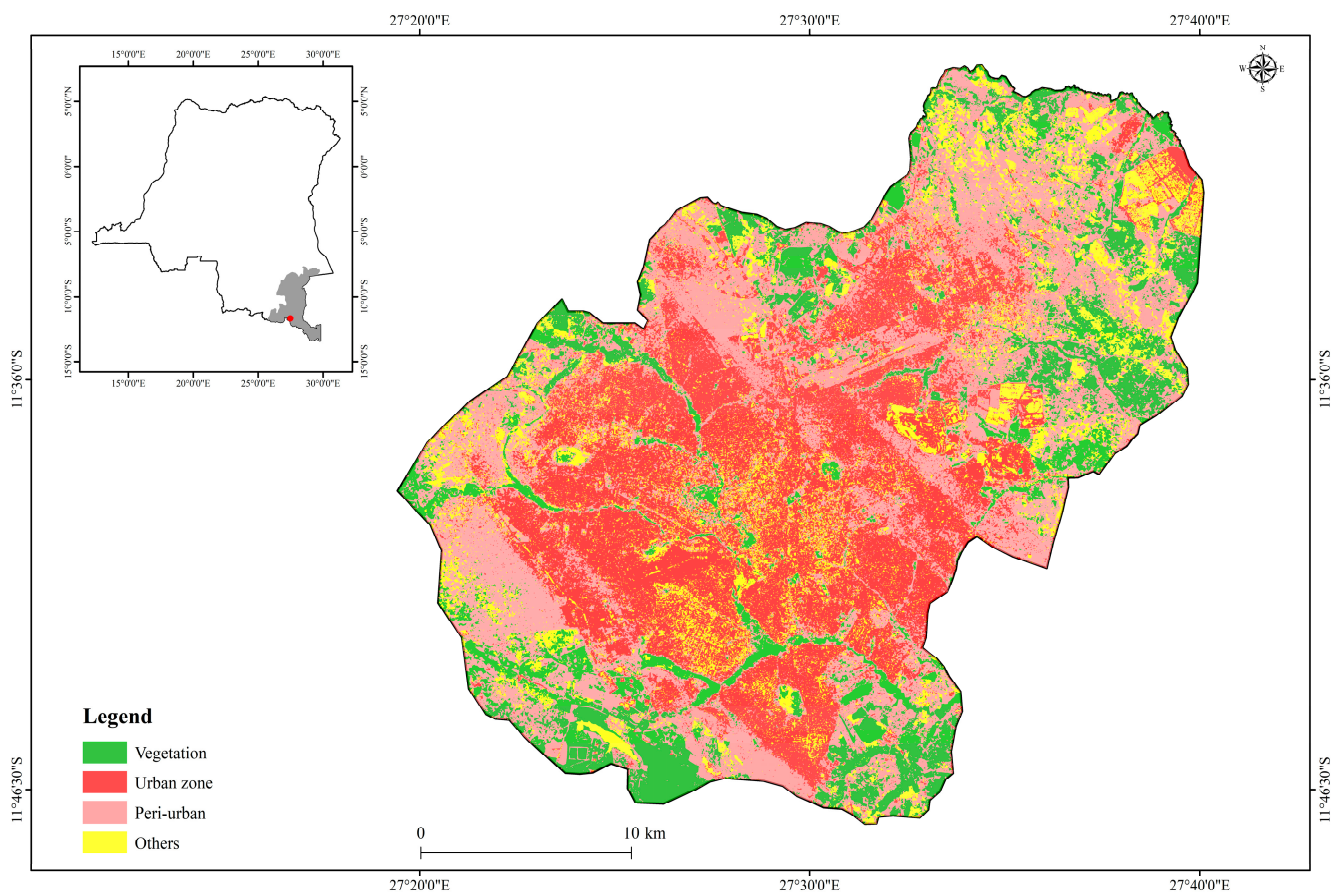 27°20'0"E 27°30'0"E 27°40'0"E
15°0'0"E 20°0'0"E 25°0'0"E 30°0'0"E
N
W E
S
5°0'0"N 5°0'0"N
0°0'0" 0°0'0"
5°0'0"S 5°0'0"S
10°0'0"S 10°0'0"S
15°0'0"S 15°0'0"S
15°0'0"E 20°0'0"E 25°0'0"E 30°0'0"E
11°36'0"S 11°36'0"S
Legend
Vegetation
Urban zone
Peri-urban
Others
11°46'30"S 11°46'30"S
0 10 km
27°20'0"E 27°30'0"E 27°40'0"E